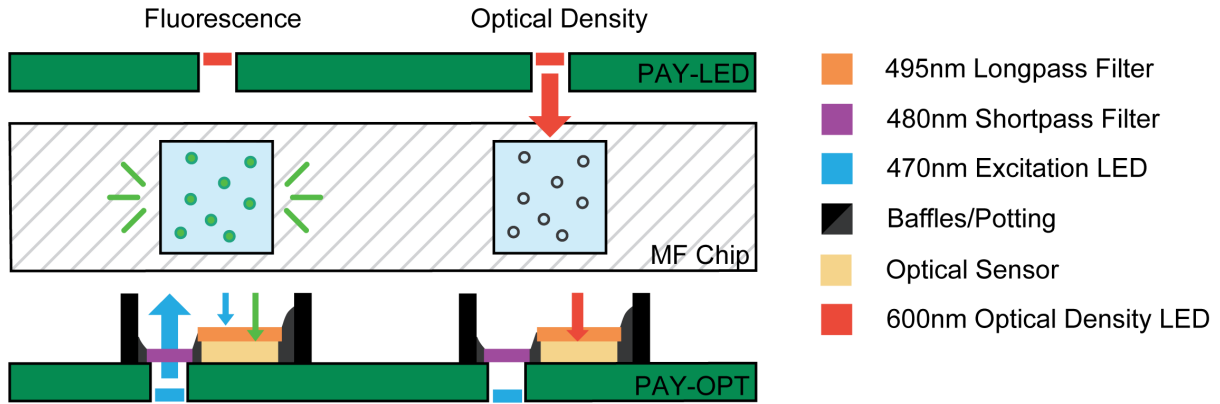 Fluorescence
Optical Density
PAY-LED
MF Chip
PAY-OPT
495nm Longpass Filter
480nm Shortpass Filter
470nm Excitation LED
Baffles/Potting
Optical Sensor
600nm Optical Density LED